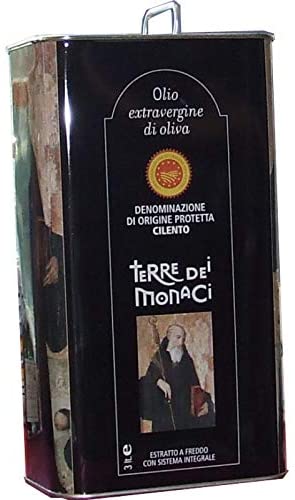 Olio
extravergine
di oliva
DENOMINAZIONE
DI ORIGINE PROTETTA
CILENTO
TERRE DEI
MONACI
3 lt. e
ESTRATTO A FREDDO
CON SISTEMA INTEGRALE